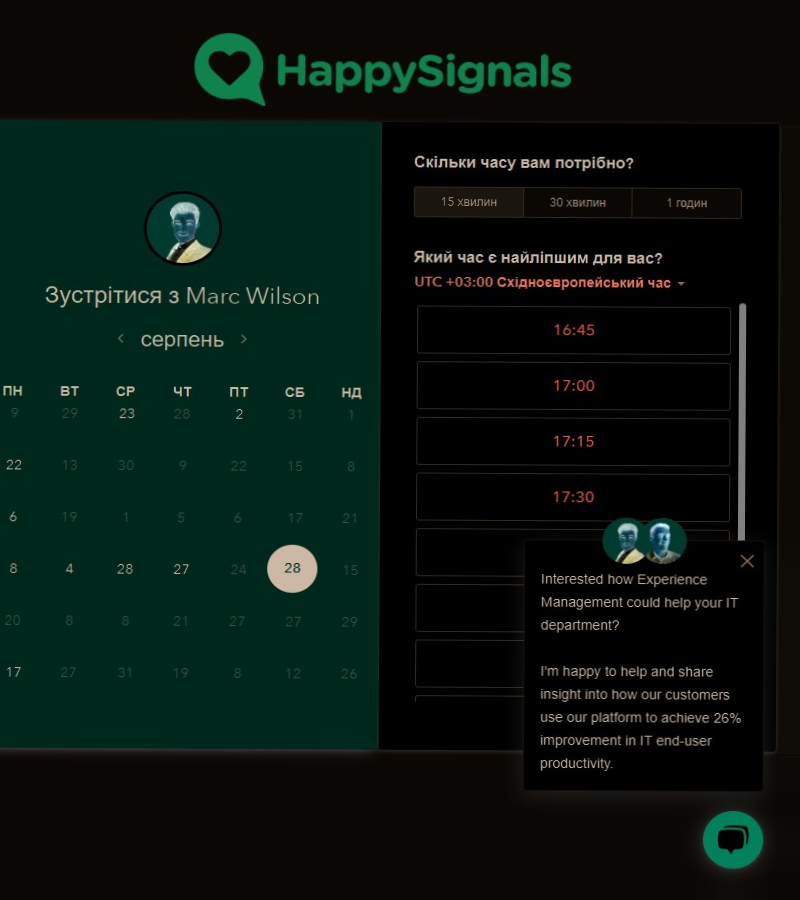 HappySignals
Зустрітися з Marc Wilson
серпень
ПН ВТ СР ЧТ ПТ СБ НД
9 29 23 28 2 31 1
22 13 30 9 22 15 8
6 19 1 5 6 17 21
8 4 28 27 24 28 15
20 8 8 21 27 27 29
17 27 31 19 8 12 26
Скільки часу вам потрібно?
15 хвилин 30 хвилин 1 годин
Який час є найліпшим для вас?
UTC +03:00 Східноєвропейський час
16:45
17:00
17:15
17:30
Interested how Experience
Management could help your IT
department?
I'm happy to help and share
insight into how our customers
use our platform to achieve 26%
improvement in IT end-user
productivity.